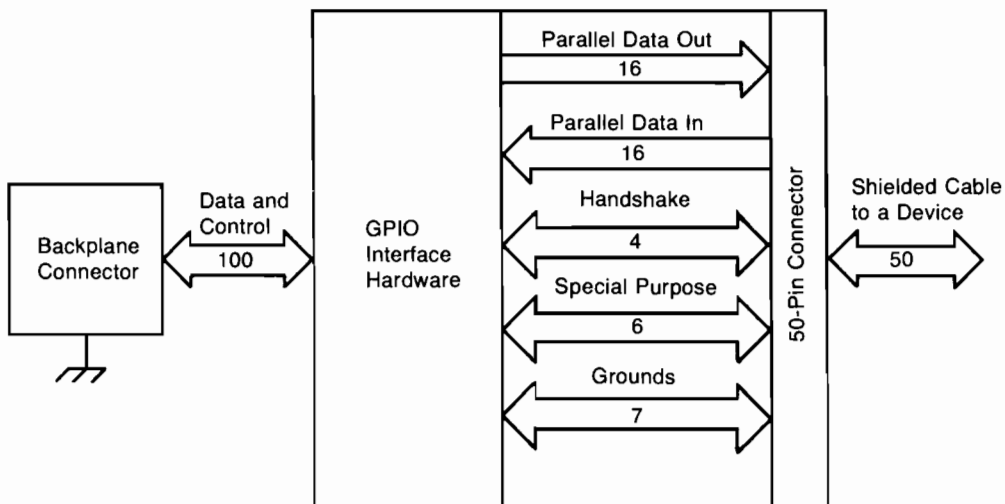 Parallel Data Out
16
Parallel Data In
16
Handshake
4
Special Purpose
6
Grounds
7
Backplane
Connector
Data and
Control
100
GPIO
Interface
Hardware
50-Pin Connector
Shielded Cable
to a Device
50